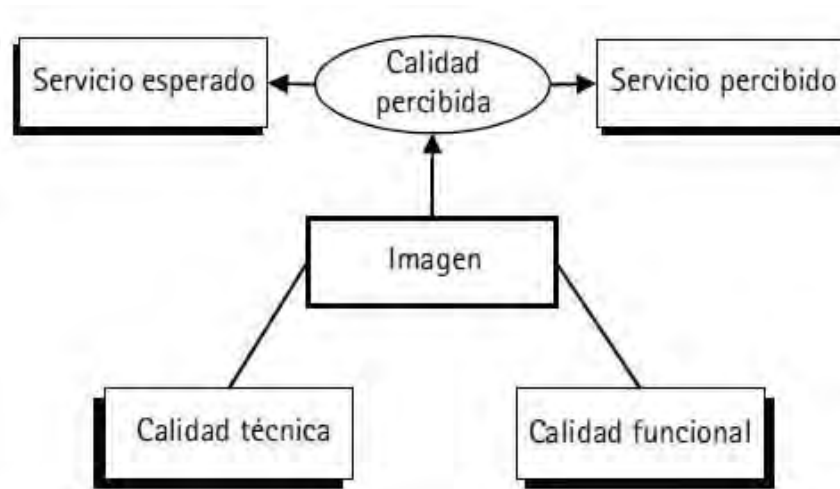 Servicio esperado
Calidad
percibida
Servicio percibido
Imagen
Calidad técnica
Calidad funcional